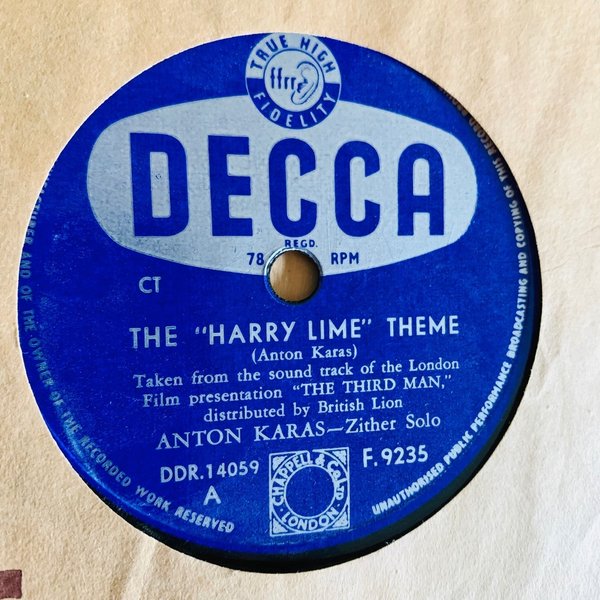 TRUE HIGH
ffrr
FIDELITY
DECCA
REGD.
78 RPM
CT
THE "HARRY LIME" THEME
(Anton Karas)
Taken from the sound track of the London
Film presentation "THE THIRD MAN,"
distributed by British Lion
ANTON KARAS—Zither Solo
DDR.14059
F.9235
A
CHAPPELL & Co LTD
LONDON
AND OF THE OWNER OF THE RECORDED WORK RESERVED
UNAUTHORISED PUBLIC PERFORMANCE BROADCASTING AND COPYING OF THIS RECORD